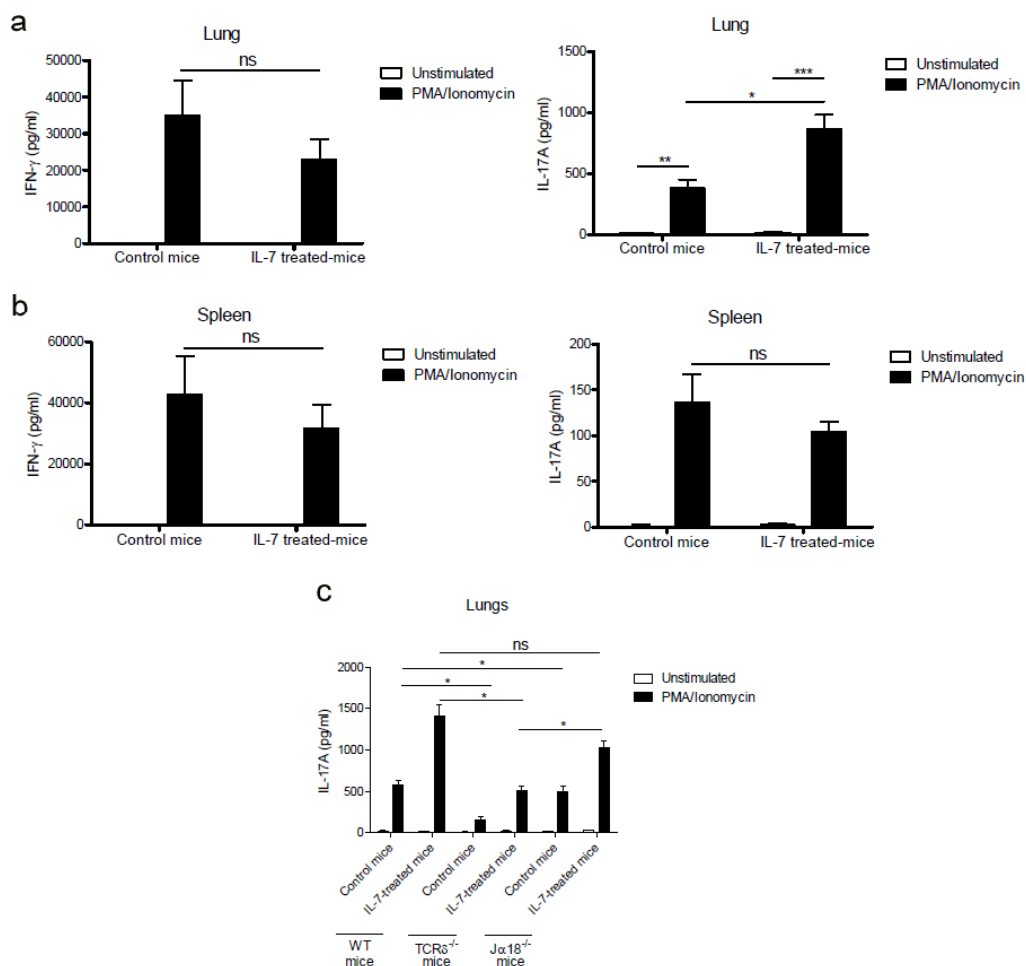 a
Lung
IFN-γ (pg/ml)
50000
40000
30000
20000
10000
0
ns
Control mice
IL-7 treated-mice
Unstimulated
PMA/Ionomycin
Lung
IL-17A (pg/ml)
1500
1000
500
0
**
*
***
Control mice
IL-7 treated-mice
Unstimulated
PMA/Ionomycin
b
Spleen
IFN-γ (pg/ml)
60000
40000
20000
0
ns
Control mice
IL-7 treated-mice
Unstimulated
PMA/Ionomycin
Spleen
IL-17A (pg/ml)
200
150
100
50
0
ns
Control mice
IL-7 treated-mice
Unstimulated
PMA/Ionomycin
c
Lungs
IL-17A (pg/ml)
2000
1500
1000
500
0
ns
*
*
*
*
Unstimulated
PMA/Ionomycin
Control mice
IL-7-treated mice
Control mice
IL-7-treated mice
Control mice
IL-7-treated mice
WT
mice
TCRδ-/-
mice
Jα18-/-
mice